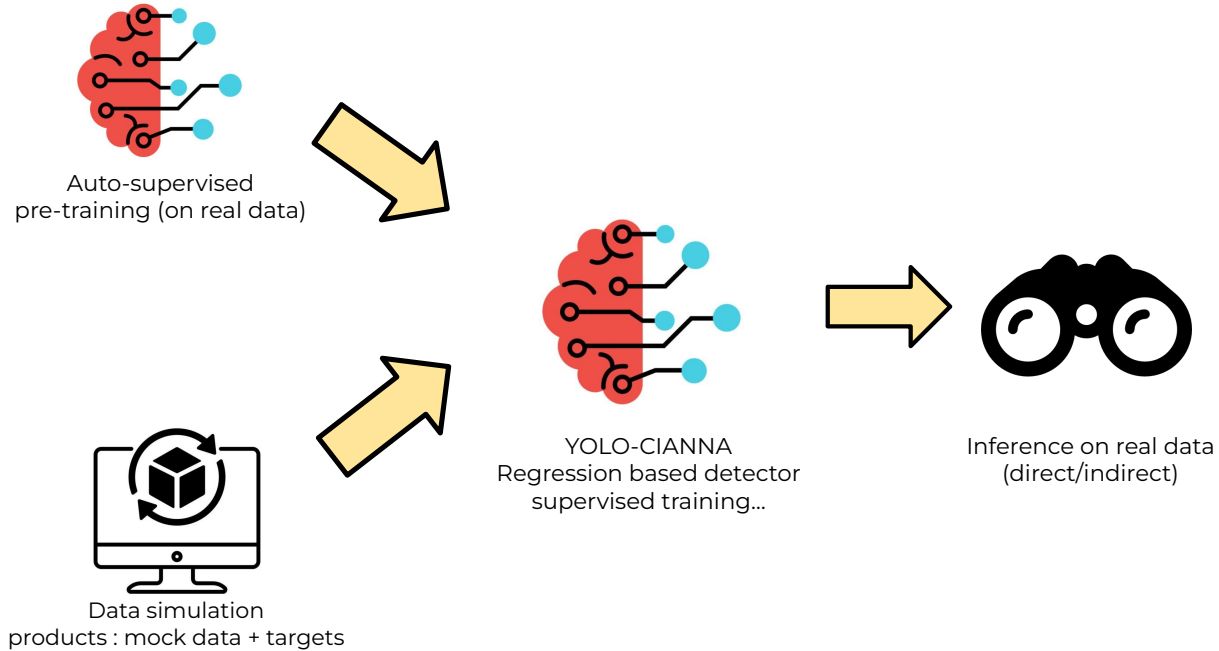 Auto-supervised
pre-training (on real data)
YOLO-CIANNA
Regression based detector
supervised training...
Inference on real data
(direct/indirect)
Data simulation
products : mock data + targets